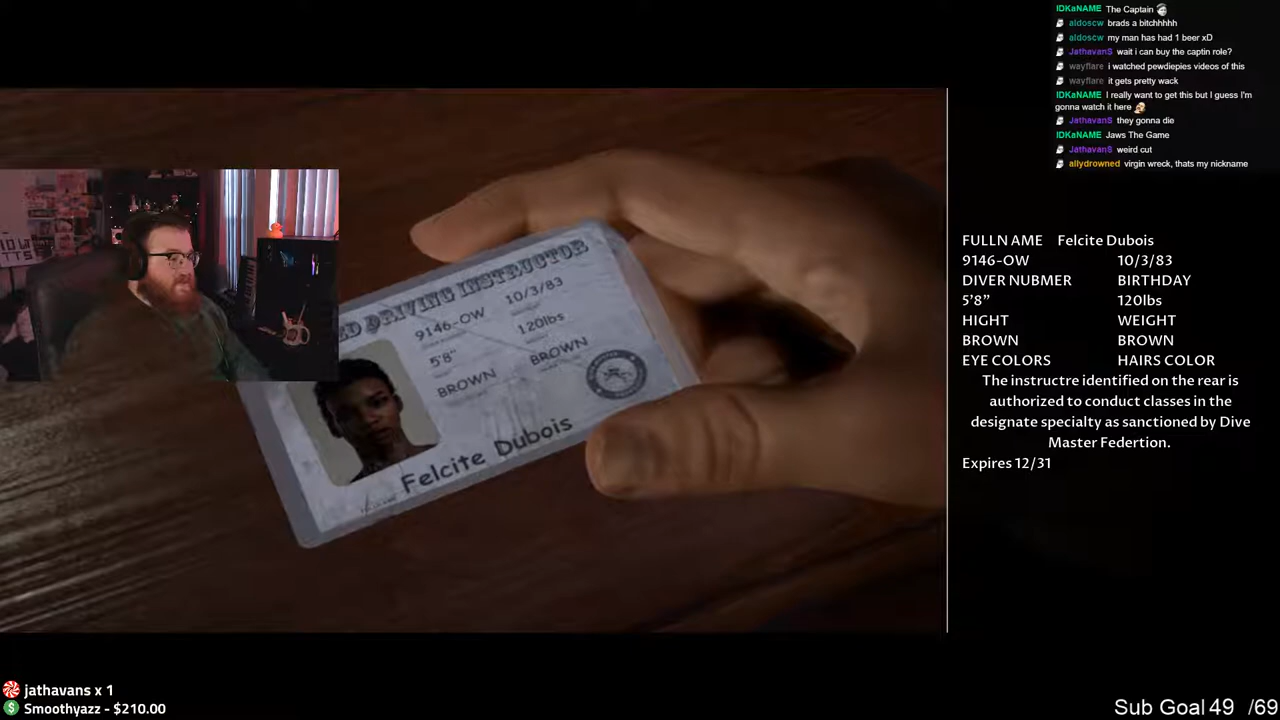 IDKaNAME The Captain
aldoscw brads a bitchhhhh
aldoscw my man has had 1 beer xD
JathavanS wait i can buy the captin role?
wayflare i watched pewdiepies videos of this
wayflare it gets pretty wack
IDKaNAME I really want to get this but I guess I'm
gonna watch it here
JathavanS they gonna die
IDKaNAME Jaws The Game
JathavanS weird cut
allydrowned virgin wreck, thats my nickname
ED DRIVING INSTRUCTOR
9146-OW 10/3/83
5'8" 120lbs
BROWN BROWN
Felcite Dubois
FULLN AME Felcite Dubois
9146-OW 10/3/83
DIVER NUBMER BIRTHDAY
5'8" 120lbs
HIGHT WEIGHT
BROWN BROWN
EYE COLORS HAIRS COLOR
The instructre identified on the rear is
authorized to conduct classes in the
designate specialty as sanctioned by Dive
Master Federtion.
Expires 12/31
jathavans x 1
Smoothyazz - $210.00
Sub Goal 49 /69